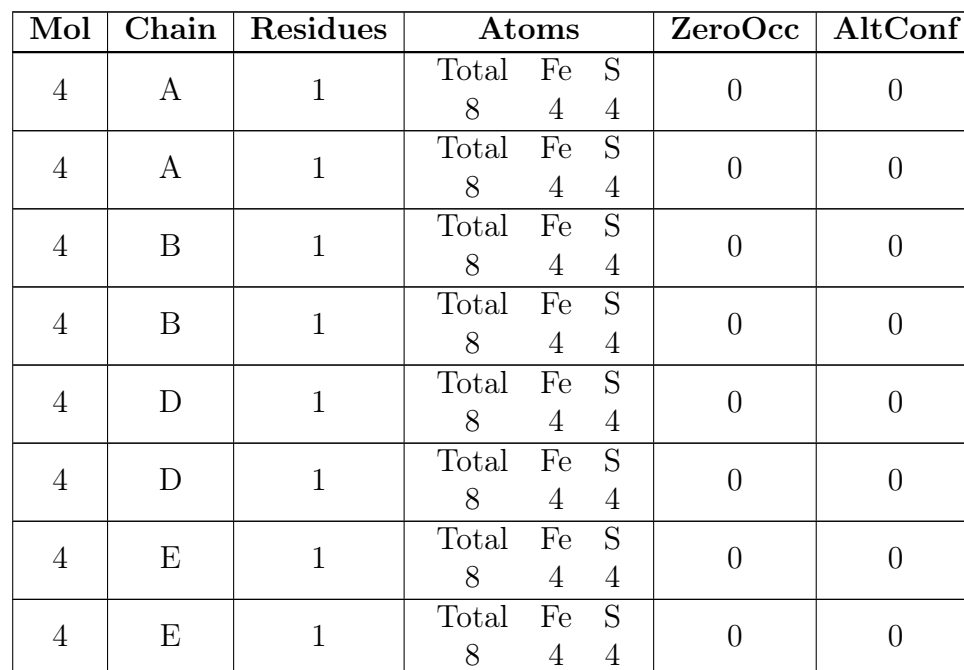 Mol Chain Residues Atoms ZeroOcc AltConf
4 A 1 Total Fe S 0 0
8 4 4
4 A 1 Total Fe S 0 0
8 4 4
4 B 1 Total Fe S 0 0
8 4 4
4 B 1 Total Fe S 0 0
8 4 4
4 D 1 Total Fe S 0 0
8 4 4
4 D 1 Total Fe S 0 0
8 4 4
4 E 1 Total Fe S 0 0
8 4 4
4 E 1 Total Fe S 0 0
8 4 4